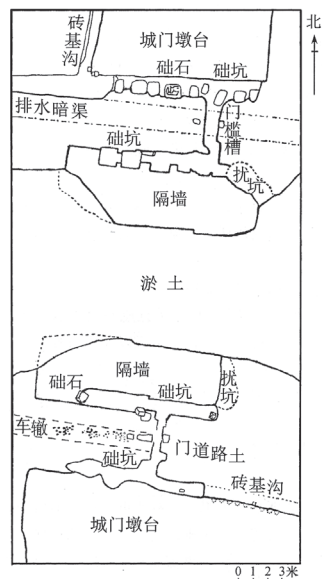 北
砖基沟
城门墩台
础石 础坑
排水暗渠
门槛槽
础坑
扰坑
隔墙
淤土
隔墙
础石 础坑
扰坑
车辙
门道路土
础坑
砖基沟
城门墩台
0 1 2 3米